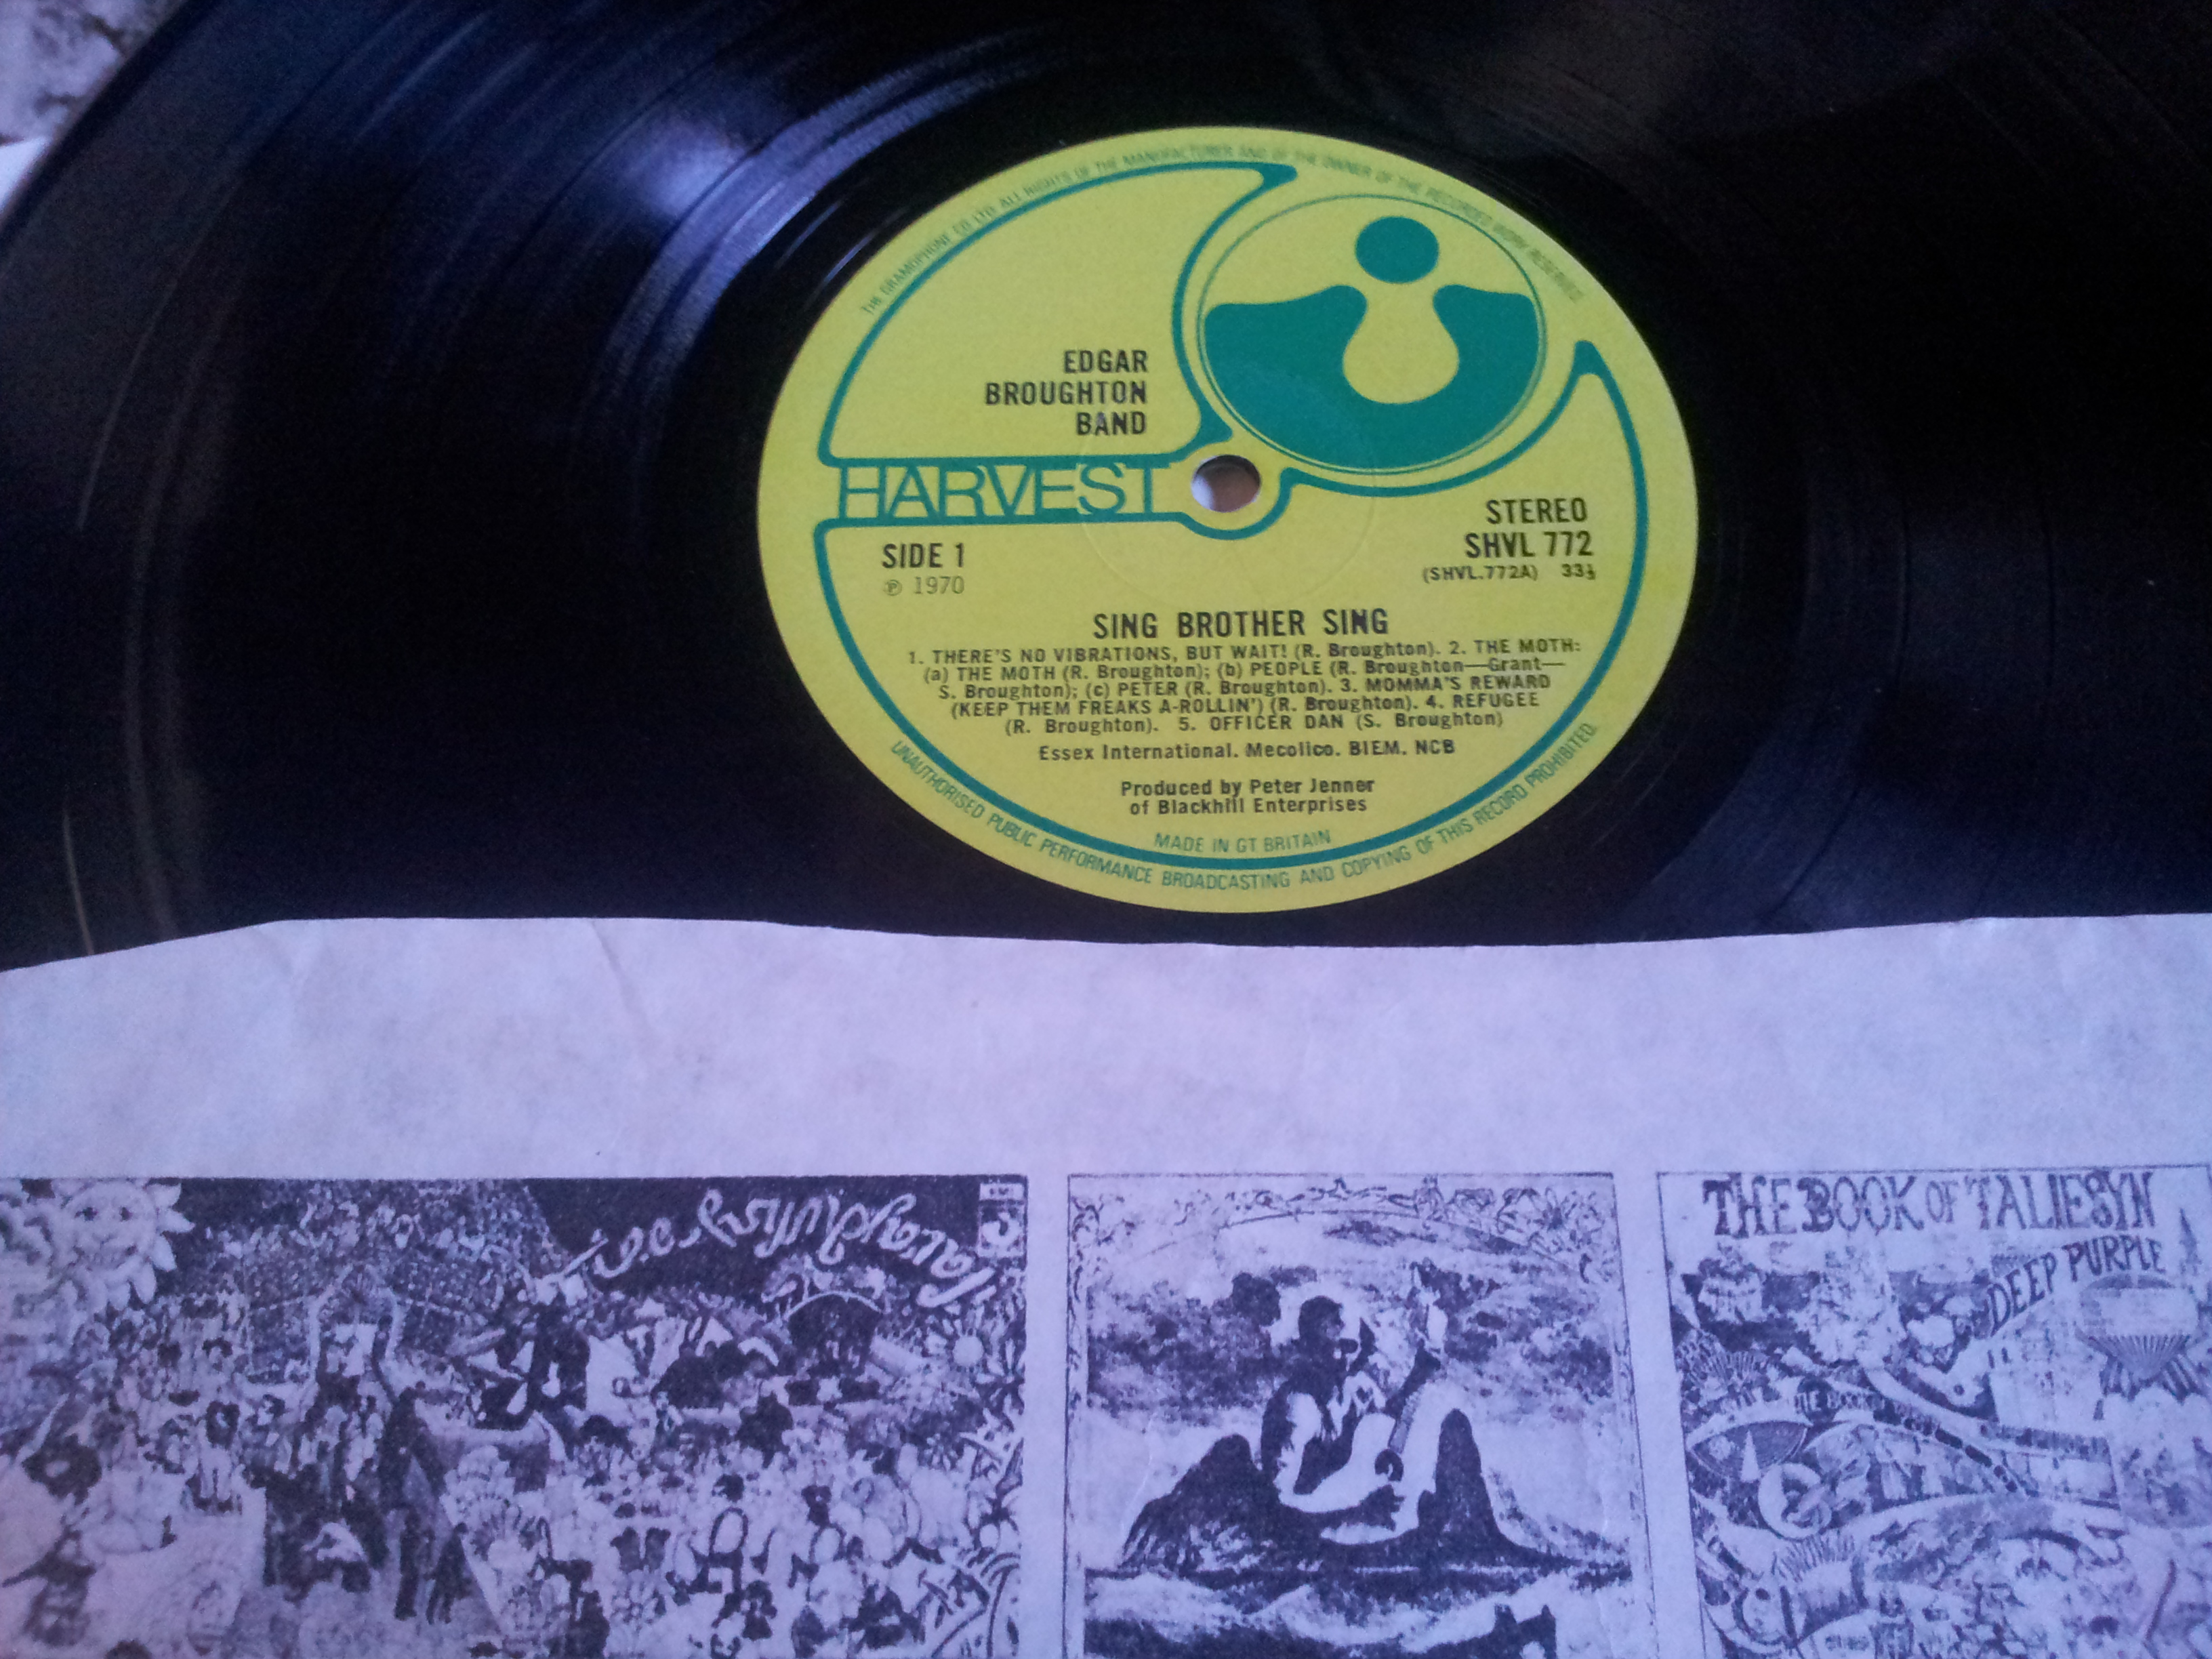 THE GRAMOPHONE CO LTD. ALL RIGHTS OF THE MANUFACTURER AND OF THE OWNER OF THE RECORDED WORK RESERVED
EDGAR
BROUGHTON
BAND
HARVEST
STEREO
SHVL 772
(SHVL.772A) 33⅓
SIDE 1
℗ 1970
SING BROTHER SING
1. THERE'S NO VIBRATIONS, BUT WAIT! (R. Broughton). 2. THE MOTH:
(a) THE MOTH (R. Broughton); (b) PEOPLE (R. Broughton—Grant—
S. Broughton); (c) PETER (R. Broughton). 3. MOMMA'S REWARD
(KEEP THEM FREAKS A-ROLLIN') (R. Broughton). 4. REFUGEE
(R. Broughton). 5. OFFICER DAN (S. Broughton)
Essex International. Mecolico. BIEM. NCB
Produced by Peter Jenner
of Blackhill Enterprises
MADE IN GT BRITAIN
UNAUTHORISED PUBLIC PERFORMANCE BROADCASTING AND COPYING OF THIS RECORD PROHIBITED.
THE BOOK OF TALIESYN
DEEP PURPLE